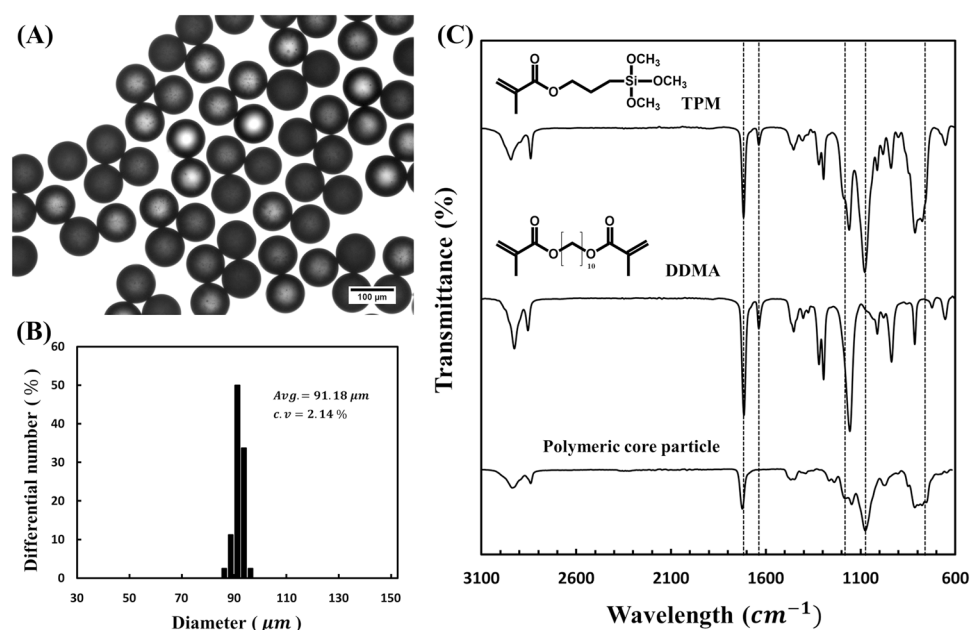 (A)
100 µm
(B)
60
50
40
30
20
10
0
Differential number ( % )
Avg. = 91.18 µm
c. v = 2.14 %
30 50 70 90 110 130 150
Diameter ( µm )
(C)
Transmittance (%)
O
O
Si
OCH₃
OCH₃
OCH₃
TPM
O
O
10
O
O
DDMA
Polymeric core particle
3100 2600 2100 1600 1100 600
Wavelength (cm⁻¹)